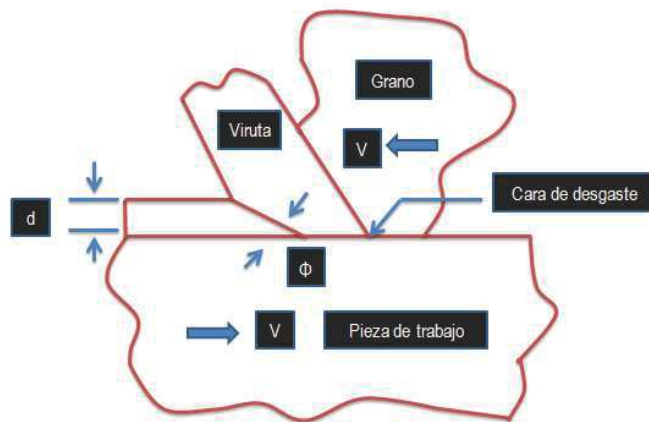 Grano
Viruta
V
Cara de desgaste
d
Φ
V
Pieza de trabajo